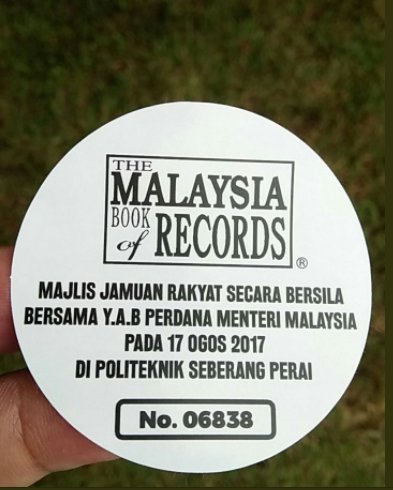 THE
MALAYSIA
BOOK
of RECORDS®
MAJLIS JAMUAN RAKYAT SECARA BERSILA
BERSAMA Y.A.B PERDANA MENTERI MALAYSIA
PADA 17 OGOS 2017
DI POLITEKNIK SEBERANG PERAI
No. 06838